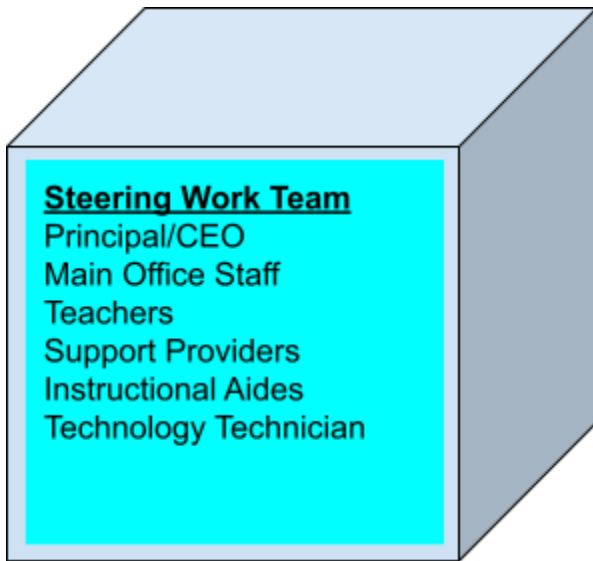 Steering Work Team
Principal/CEO
Main Office Staff
Teachers
Support Providers
Instructional Aides
Technology Technician